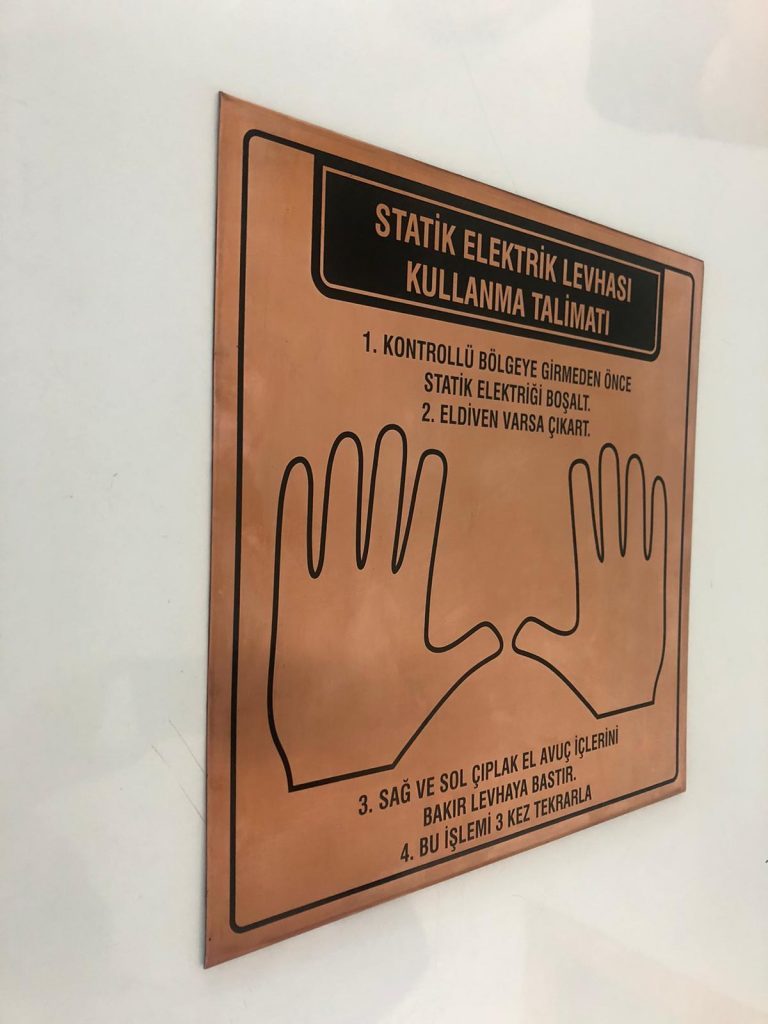 STATİK ELEKTRİK LEVHASI
KULLANMA TALİMATI
1. KONTROLLÜ BÖLGEYE GİRMEDEN ÖNCE
STATİK ELEKTRİĞİ BOŞALT.
2. ELDİVEN VARSA ÇIKART.
3. SAĞ VE SOL ÇIPLAK EL AVUÇ İÇLERİNİ
BAKIR LEVHAYA BASTIR.
4. BU İŞLEMİ 3 KEZ TEKRARLA